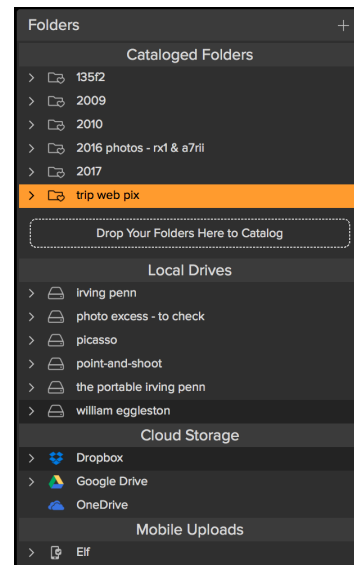 Folders
Cataloged Folders
135f2
2009
2010
2016 photos - rx1 & a7rii
2017
trip web pix
Drop Your Folders Here to Catalog
Local Drives
irving penn
photo excess - to check
picasso
point-and-shoot
the portable irving penn
william eggleston
Cloud Storage
Dropbox
Google Drive
OneDrive
Mobile Uploads
Elf